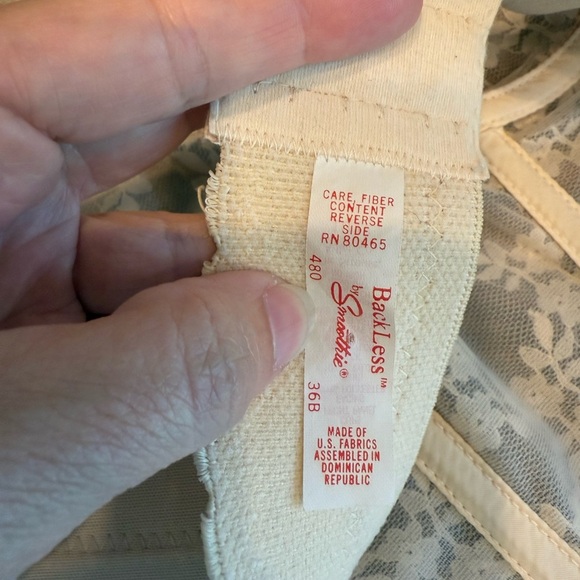 CARE, FIBER
CONTENT
REVERSE
SIDE
RN 80465
480
BackLess™
by
Smoothie®
36B
MADE OF
U.S. FABRICS
ASSEMBLED IN
DOMINICAN
REPUBLIC